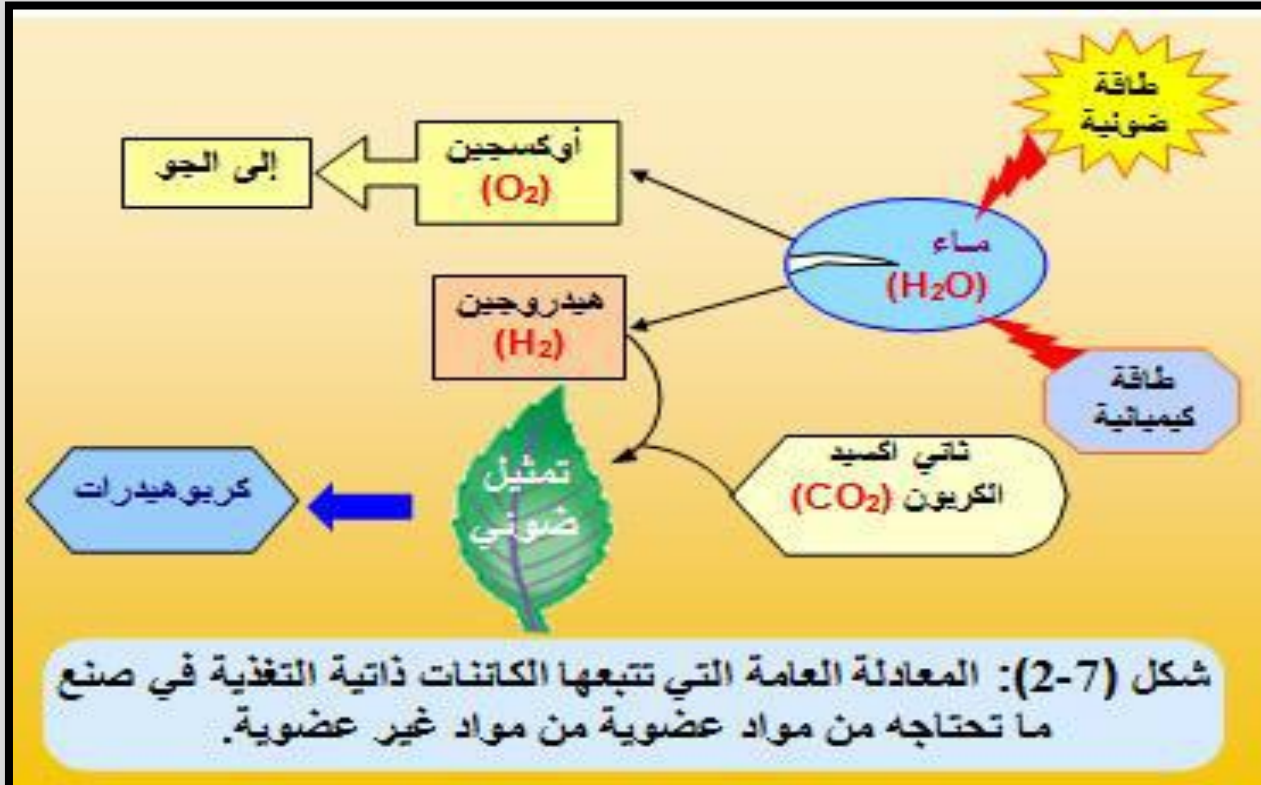 طاقة
ضوئية
أوكسجين
(O₂)
إلى الجو
ماء
(H₂O)
هيدروجين
(H₂)
طاقة
كيميائية
ثاني اكسيد
الكربون (CO₂)
تمثيل
ضوئي
كربوهيدرات
شكل (7-2): المعادلة العامة التي تتبعها الكائنات ذاتية التغذية في صنع
ما تحتاجه من مواد عضوية من مواد غير عضوية.